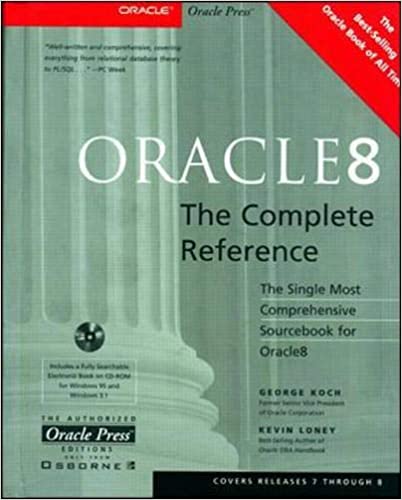 ORACLE
Oracle Press™
The
Best-Selling
Oracle Book of All Tim
"Well-written and comprehensive, covering
everything from relational database theory
to PL/SQL. . ." —PC Week
ORACLE8
The Complete
Reference
The Single Most
Comprehensive
Sourcebook for
Oracle8
Includes a Fully Searchable
Electronic Book on CD-ROM
for Windows 95 and
Windows 3.1
GEORGE KOCH
Former Senior Vice President
of Oracle Corporation
KEVIN LONEY
Best-Selling Author of
Oracle DBA Handbook
THE AUTHORIZED
Oracle Press™
EDITIONS
ONLY FROM
OSBORNE
COVERS RELEASES 7 THROUGH 8